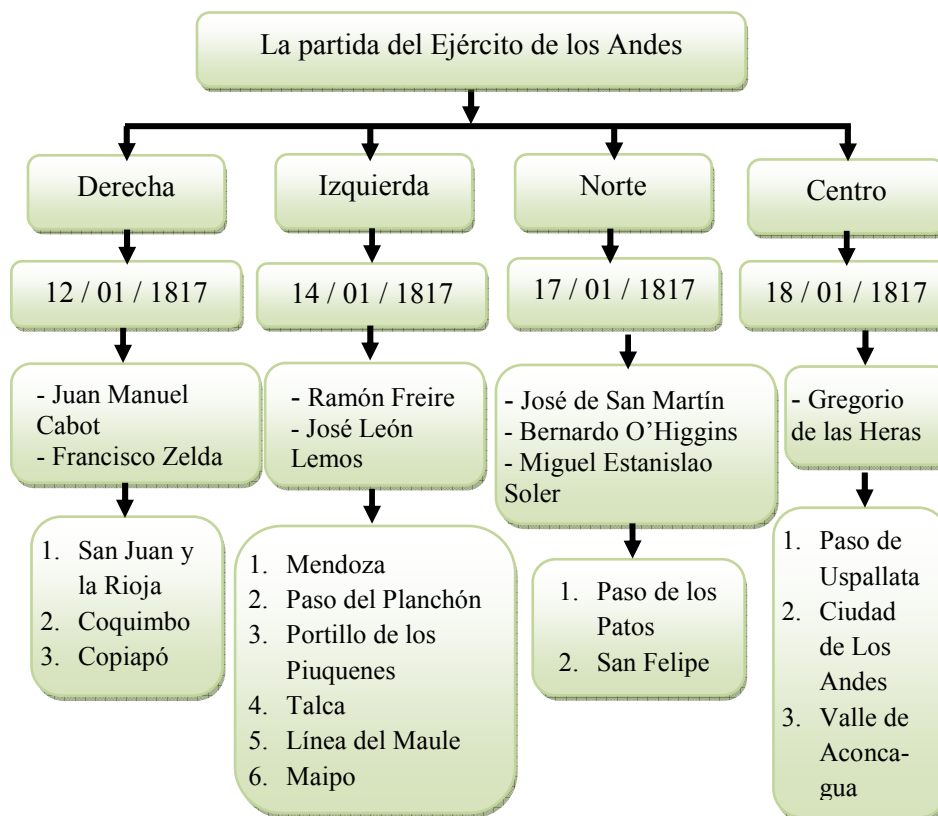 La partida del Ejército de los Andes
Derecha
Izquierda
Norte
Centro
12 / 01 / 1817
14 / 01 / 1817
17 / 01 / 1817
18 / 01 / 1817
- Juan Manuel
Cabot
- Francisco Zelda
- Ramón Freire
- José León
Lemos
- José de San Martín
- Bernardo O’Higgins
- Miguel Estanislao
Soler
- Gregorio
de las Heras
1. San Juan y
la Rioja
2. Coquimbo
3. Copiapó
1. Mendoza
2. Paso del Planchón
3. Portillo de los
Piuquenes
4. Talca
5. Línea del Maule
6. Maipo
1. Paso de los
Patos
2. San Felipe
1. Paso de
Uspallata
2. Ciudad
de Los
Andes
3. Valle de
Aconca-
gua